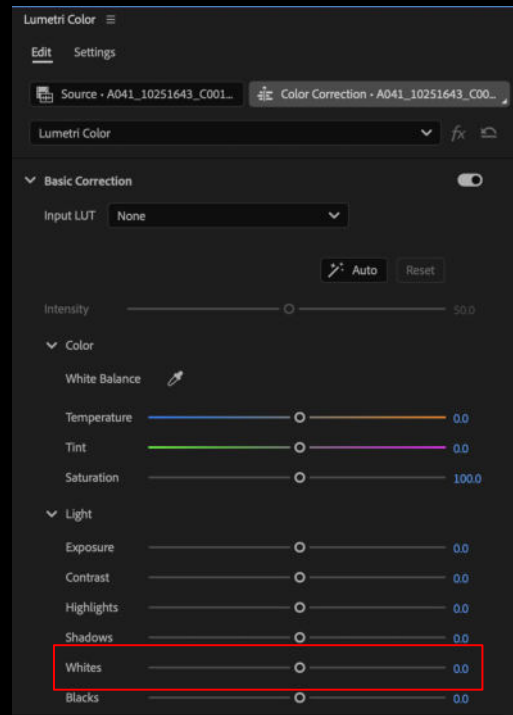 Lumetri Color
Edit Settings
Source • A041_10251643_C001... Color Correction • A041_10251643_C00...
Lumetri Color fx
Basic Correction
Input LUT None
Auto Reset
Intensity 50.0
Color
White Balance
Temperature 0.0
Tint 0.0
Saturation 100.0
Light
Exposure 0.0
Contrast 0.0
Highlights 0.0
Shadows 0.0
Whites 0.0
Blacks 0.0